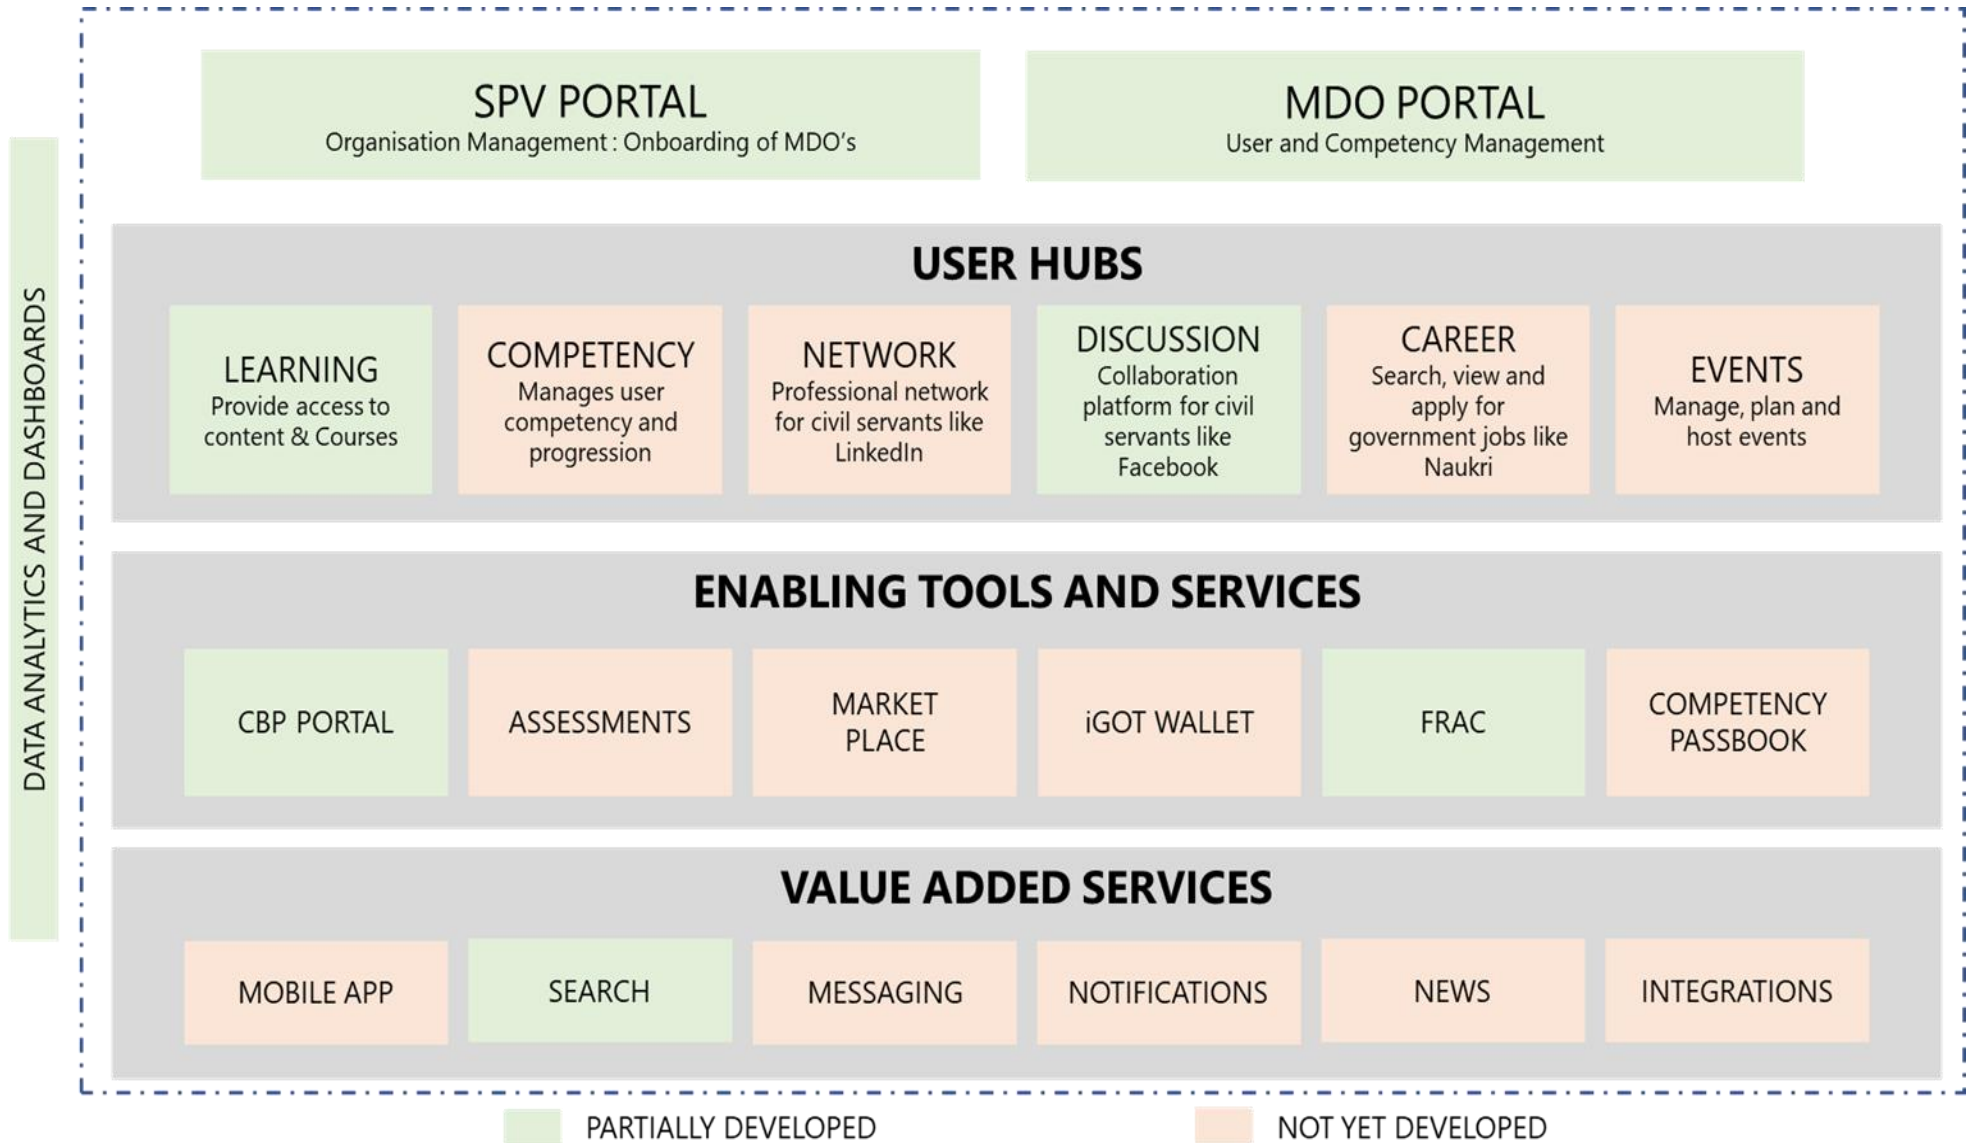 SPV PORTAL
Organisation Management : Onboarding of MDO's
MDO PORTAL
User and Competency Management
DATA ANALYTICS AND DASHBOARDS
USER HUBS
LEARNING
Provide access to
content & Courses
COMPETENCY
Manages user
competency and
progression
NETWORK
Professional network
for civil servants like
LinkedIn
DISCUSSION
Collaboration
platform for civil
servants like
Facebook
CAREER
Search, view and
apply for
government jobs like
Naukri
EVENTS
Manage, plan and
host events
ENABLING TOOLS AND SERVICES
CBP PORTAL
ASSESSMENTS
MARKET
PLACE
iGOT WALLET
FRAC
COMPETENCY
PASSBOOK
VALUE ADDED SERVICES
MOBILE APP
SEARCH
MESSAGING
NOTIFICATIONS
NEWS
INTEGRATIONS
PARTIALLY DEVELOPED
NOT YET DEVELOPED